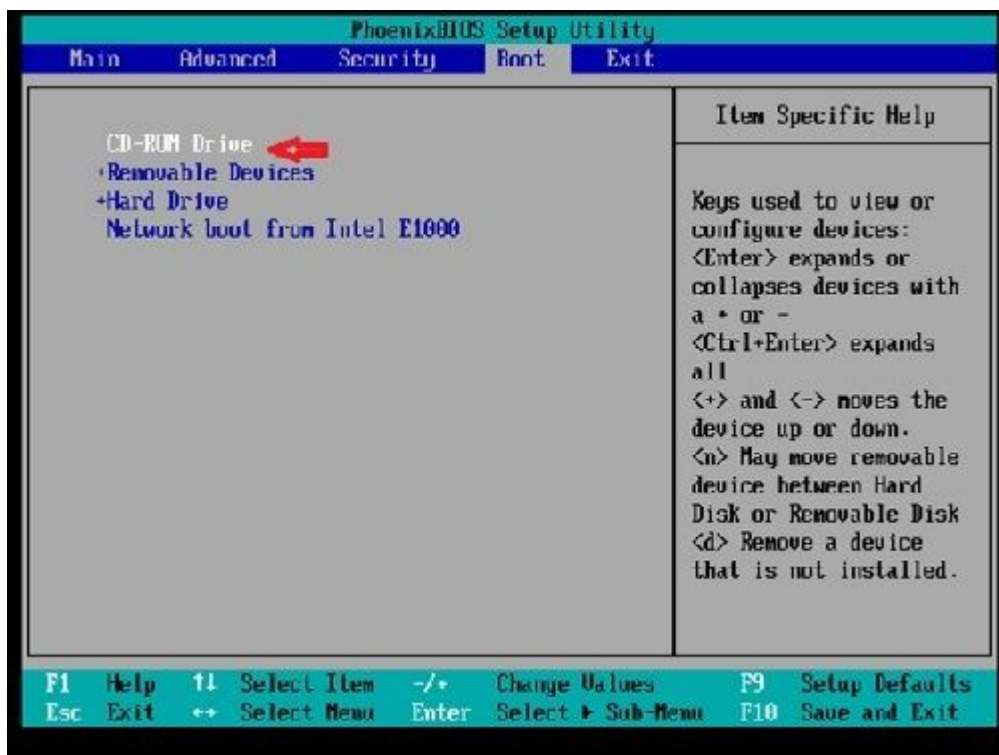 PhoenixBIOS Setup Utility
Main Advanced Security Boot Exit
CD-ROM Drive
+Removable Devices
+Hard Drive
Network boot from Intel E1000
Item Specific Help
Keys used to view or
configure devices:
<Enter> expands or
collapses devices with
a + or -
<Ctrl+Enter> expands
all
<+> and <-> moves the
device up or down.
<n> May move removable
device between Hard
Disk or Removable Disk
<d> Remove a device
that is not installed.
F1 Help ↑↓ Select Item -/+ Change Values F9 Setup Defaults
Esc Exit ↔ Select Menu Enter Select ▶ Sub-Menu F10 Save and Exit